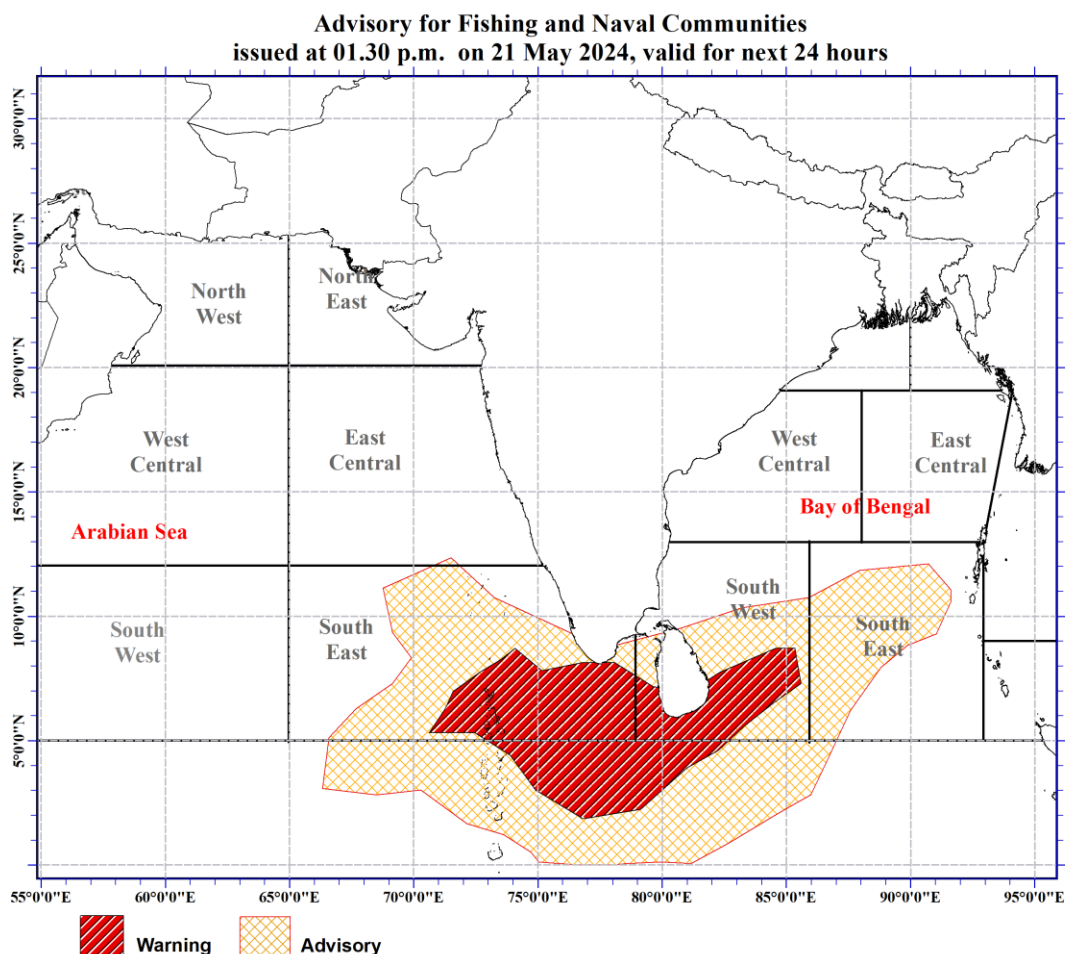 Advisory for Fishing and Naval Communities
issued at 01.30 p.m. on 21 May 2024, valid for next 24 hours
30°0'0"N
25°0'0"N
20°0'0"N
15°0'0"N
10°0'0"N
5°0'0"N
North
West
North
East
West
Central
East
Central
West
Central
East
Central
Arabian Sea
Bay of Bengal
South
West
South
East
South
West
South
East
55°0'0"E
60°0'0"E
65°0'0"E
70°0'0"E
75°0'0"E
80°0'0"E
85°0'0"E
90°0'0"E
95°0'0"E
Warning
Advisory